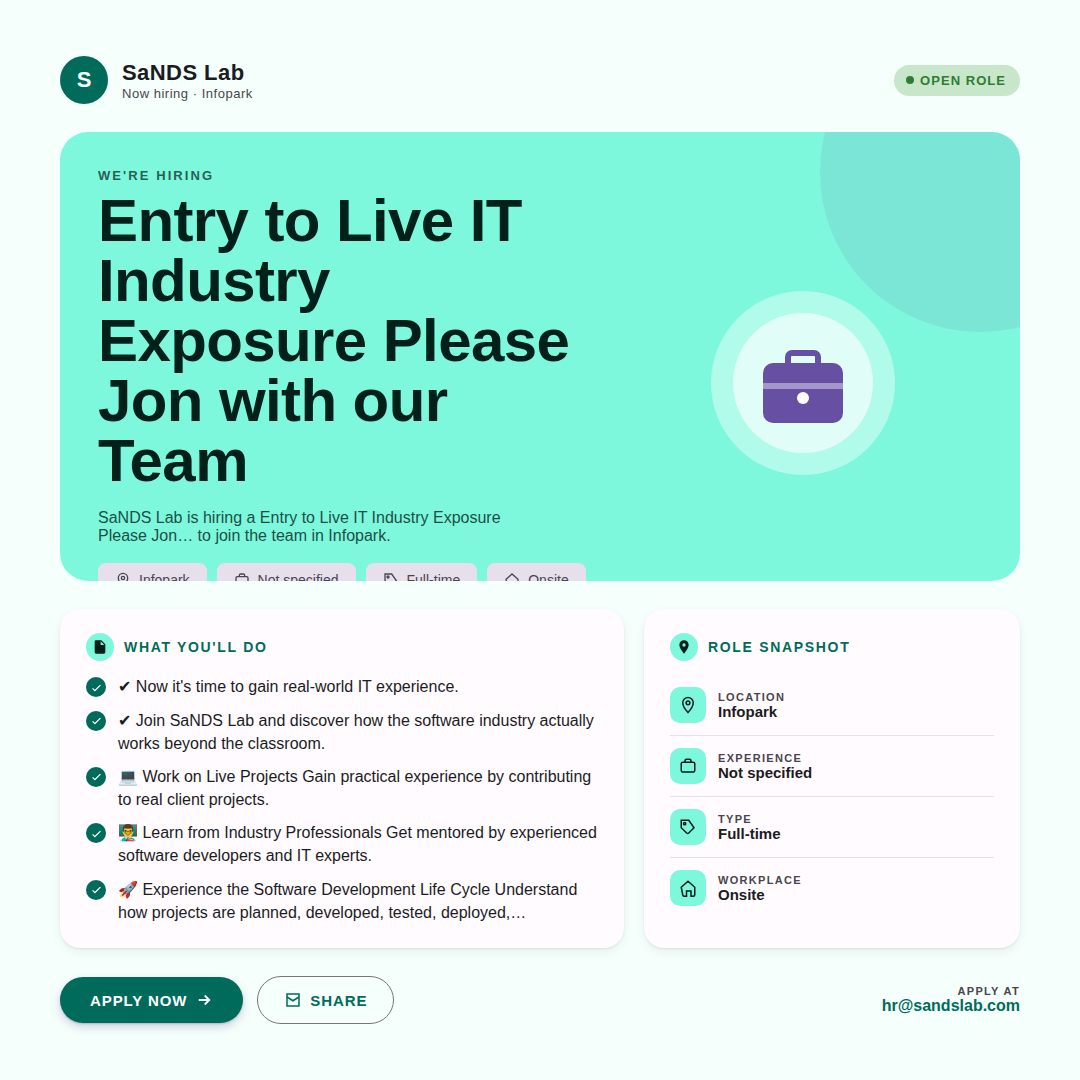 S
SaNDS Lab
Now hiring · Infopark
OPEN ROLE
WE'RE HIRING
Entry to Live IT
Industry
Exposure Please
Jon with our
Team
SaNDS Lab is hiring a Entry to Live IT Industry Exposure
Please Jon… to join the team in Infopark.
Infopark
Not specified
Full-time
Onsite
WHAT YOU'LL DO
✔ Now it's time to gain real-world IT experience.
✔ Join SaNDS Lab and discover how the software industry actually
works beyond the classroom.
💻 Work on Live Projects Gain practical experience by contributing
to real client projects.
👨‍🏫 Learn from Industry Professionals Get mentored by experienced
software developers and IT experts.
🚀 Experience the Software Development Life Cycle Understand
how projects are planned, developed, tested, deployed,…
ROLE SNAPSHOT
LOCATION
Infopark
EXPERIENCE
Not specified
TYPE
Full-time
WORKPLACE
Onsite
APPLY NOW
SHARE
APPLY AT
hr@sandslab.com